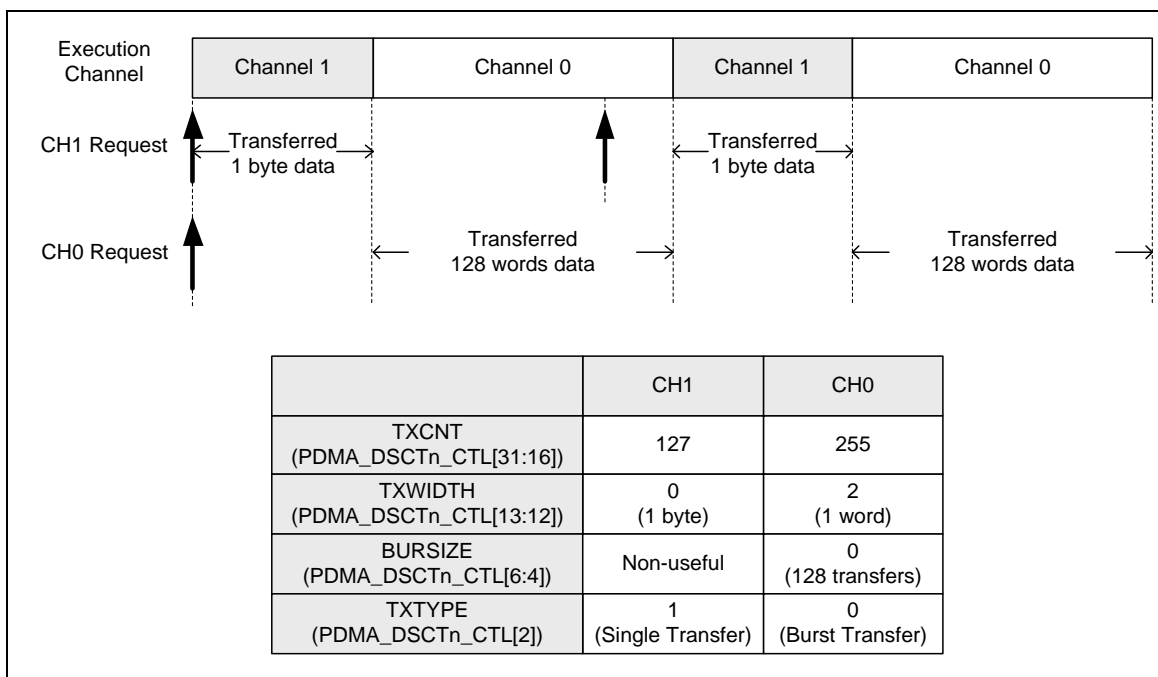 Execution
Channel
Channel 1
Channel 0
Channel 1
Channel 0
CH1 Request
Transferred
1 byte data
Transferred
1 byte data
CH0 Request
Transferred
128 words data
Transferred
128 words data
CH1
CH0
TXCNT
(PDMA_DSCTn_CTL[31:16])
127
255
TXWIDTH
(PDMA_DSCTn_CTL[13:12])
0
(1 byte)
2
(1 word)
BURSIZE
(PDMA_DSCTn_CTL[6:4])
Non-useful
0
(128 transfers)
TXTYPE
(PDMA_DSCTn_CTL[2])
1
(Single Transfer)
0
(Burst Transfer)